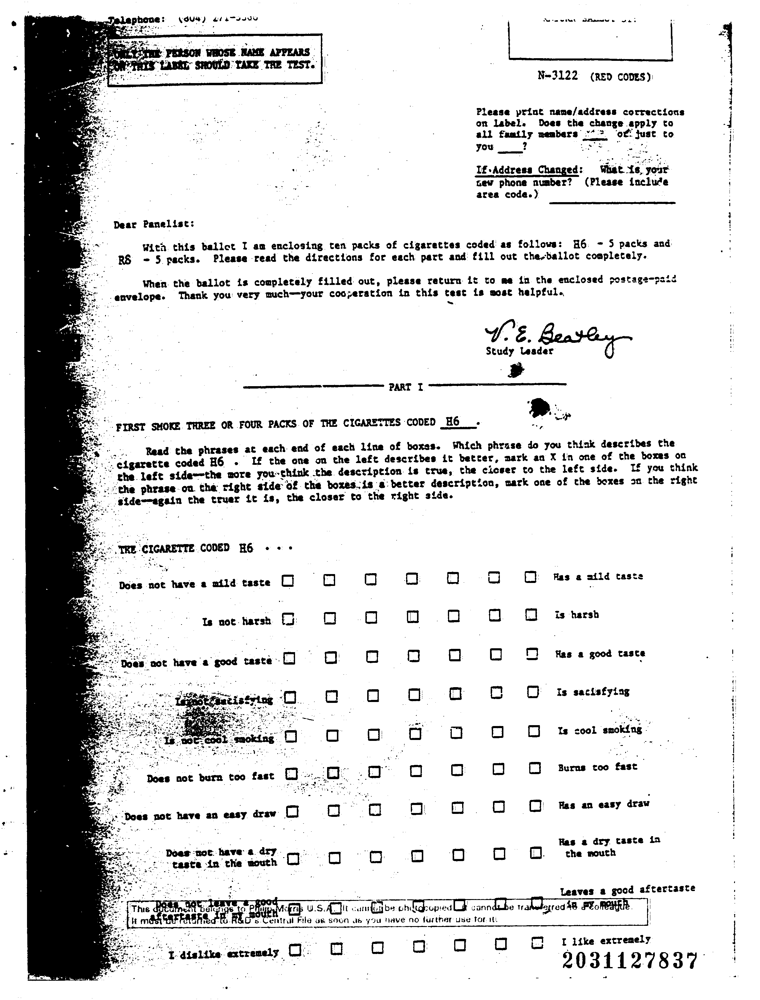 Telephone: (804) 271-
ONLY THE PERSON WHOSE NAME APPEARS
ON THIS LABEL SHOULD TAKE THE TEST.
N-3122 (RED CODES)
Please print name/address corrections
on Label. Does the change apply to
all family members ___ or just to
you ____?
If Address Changed: What is your
new phone number? (Please include
area code.)
Dear Panelist:
With this ballot I am enclosing ten packs of cigarettes coded as follows: H6 - 5 packs and
R8 - 5 packs. Please read the directions for each part and fill out the ballot completely.
When the ballot is completely filled out, please return it to me in the enclosed postage-paid
envelope. Thank you very much—your cooperation in this test is most helpful.
V. E. Beatley
Study Leader
PART I
FIRST SMOKE THREE OR FOUR PACKS OF THE CIGARETTES CODED H6 .
Read the phrases at each end of each line of boxes. Which phrase do you think describes the
cigarette coded H6 . If the one on the left describes it better, mark an X in one of the boxes on
the left side—the more you think the description is true, the closer to the left side. If you think
the phrase on the right side of the boxes is a better description, mark one of the boxes on the right
side—again the truer it is, the closer to the right side.
THE CIGARETTE CODED H6 . . .
Does not have a mild taste □ □ □ □ □ □ □ Has a mild taste
Is not harsh □ □ □ □ □ □ □ Is harsh
Does not have a good taste □ □ □ □ □ □ □ Has a good taste
Is not satisfying □ □ □ □ □ □ □ Is satisfying
Is not cool smoking □ □ □ □ □ □ □ Is cool smoking
Does not burn too fast □ □ □ □ □ □ □ Burns too fast
Does not have an easy draw □ □ □ □ □ □ □ Has an easy draw
Does not have a dry
taste in the mouth □ □ □ □ □ □ □ Has a dry taste in
the mouth
Does not leave a good
aftertaste in my mouth □ □ □ □ □ □ □ Leaves a good aftertaste
in my mouth
This document belongs to Philip Morris U.S.A. It cannot be photocopied or cannot be transferred to a colleague.
It must be returned to R&D's Central File as soon as you have no further use for it.
I dislike extremely □ □ □ □ □ □ □ I like extremely
2031127837